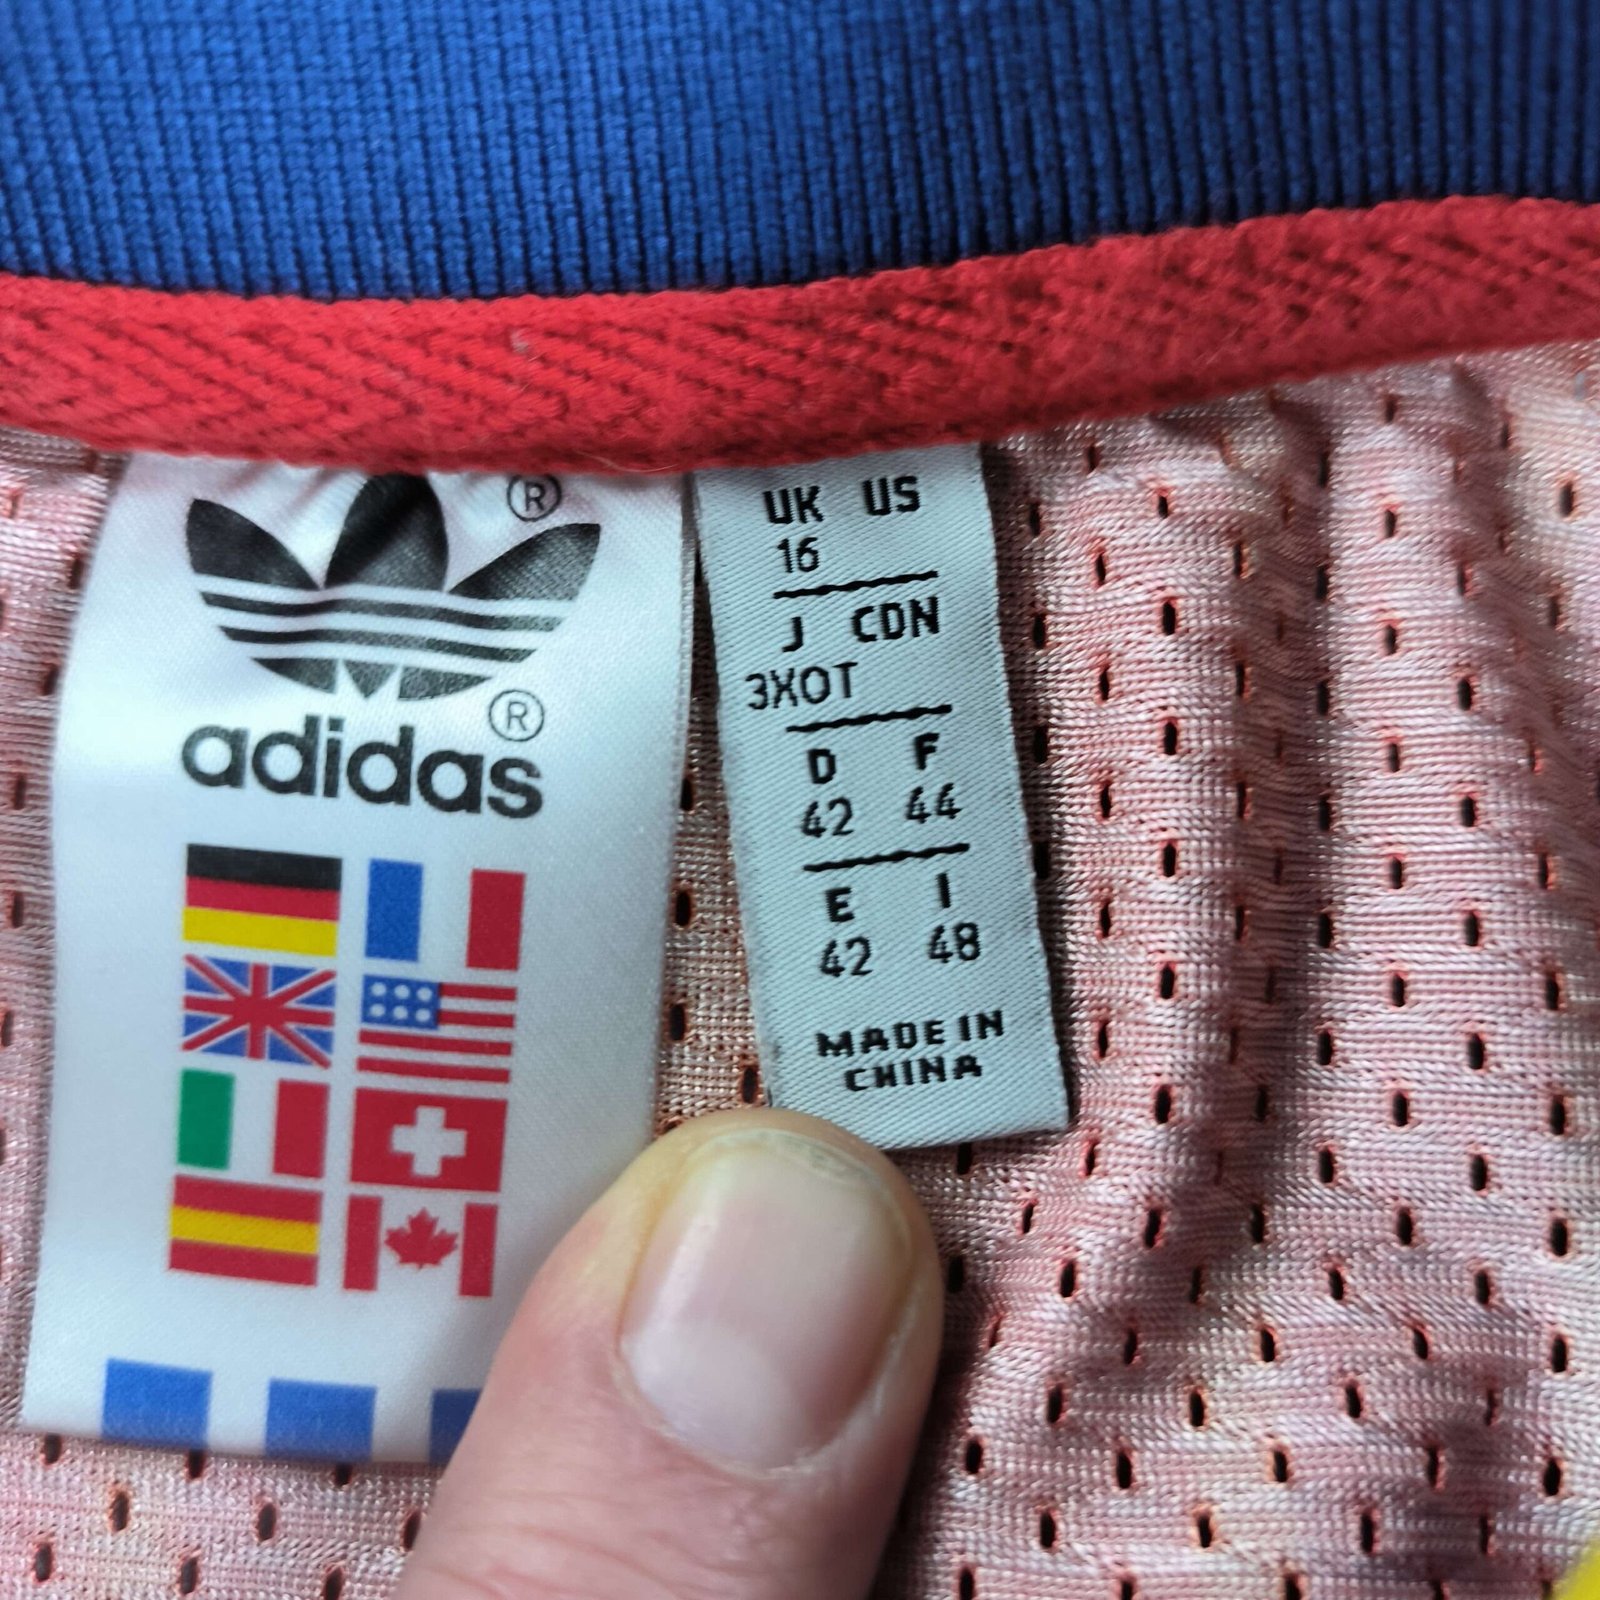 ®
adidas®
UK US
16
J CDN
3XOT
D F
42 44
E I
42 48
MADE IN
CHINA